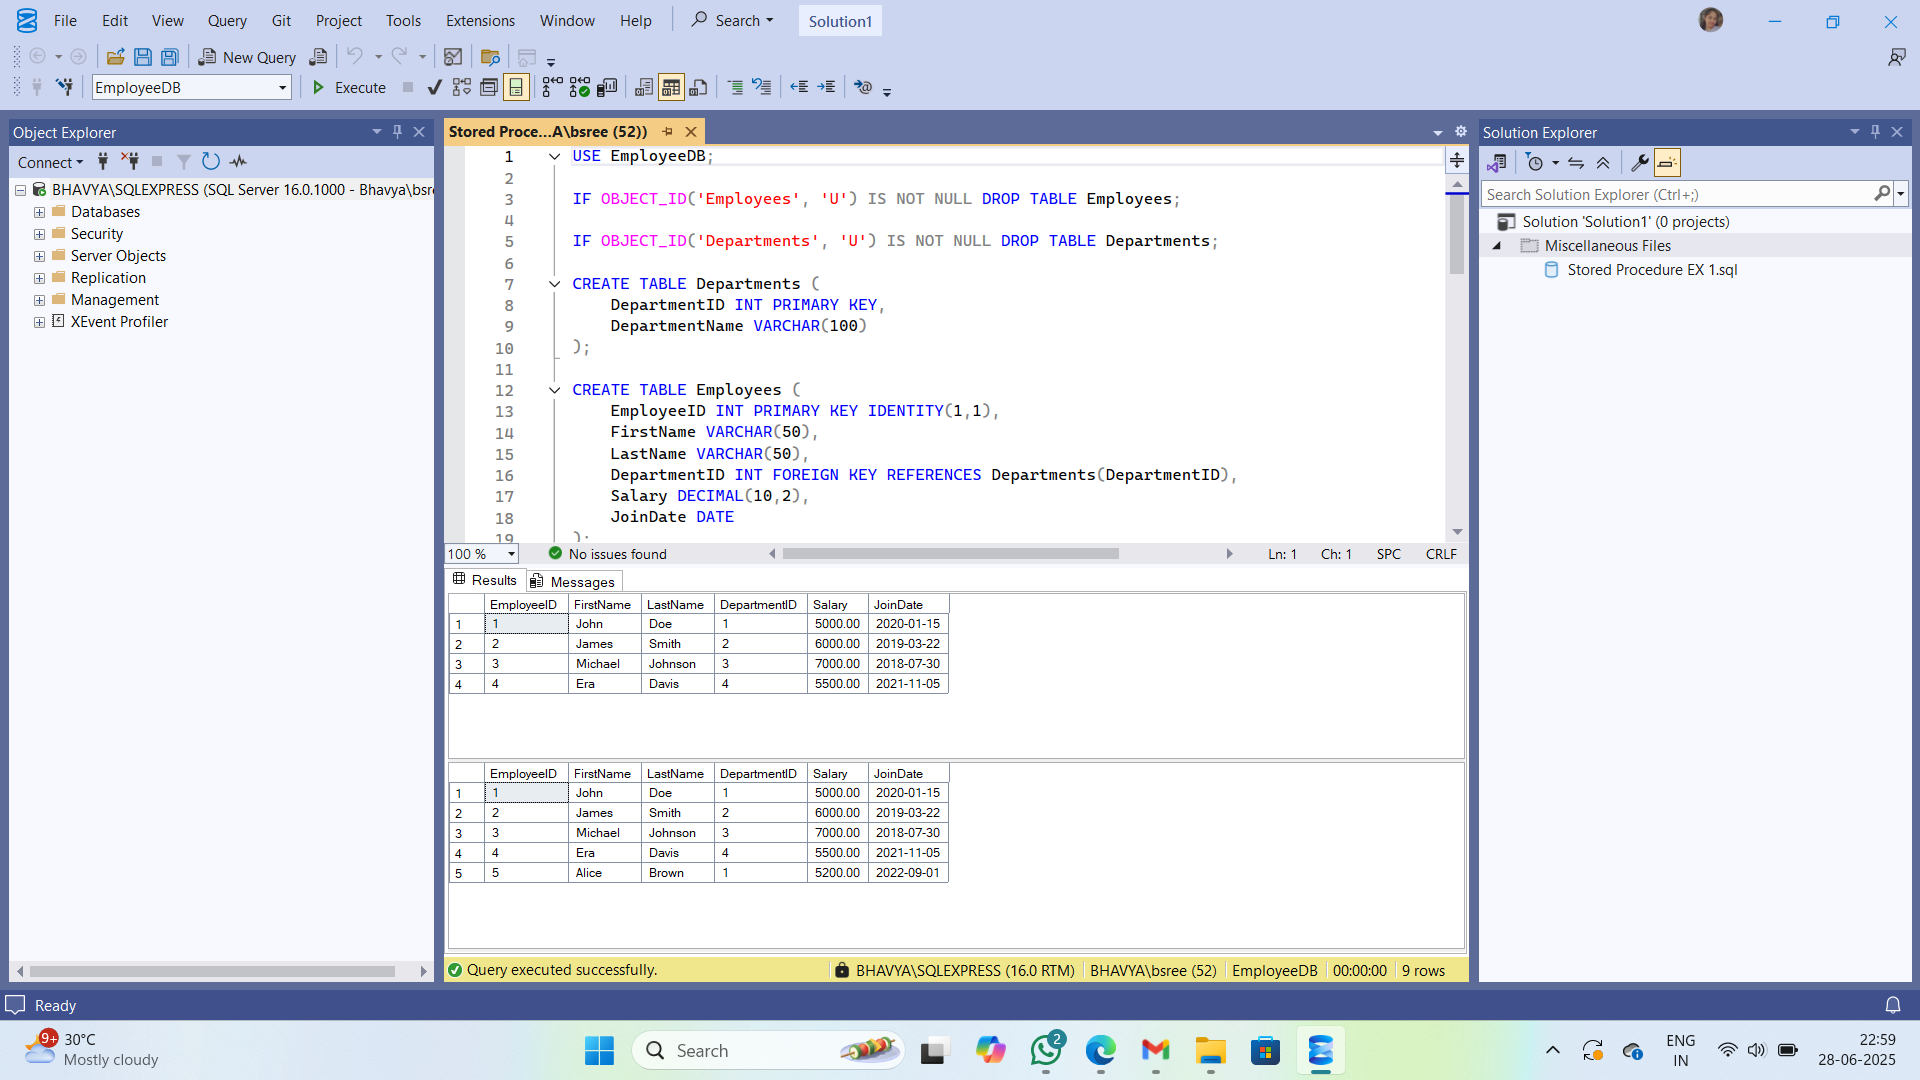 File Edit View Query Git Project Tools Extensions Window Help Search Solution1
New Query
EmployeeDB Execute
Object Explorer
Connect
BHAVYA\SQLEXPRESS (SQL Server 16.0.1000 - Bhavya\bsre
Databases
Security
Server Objects
Replication
Management
XEvent Profiler
Stored Proce...A\bsree (52))
1 USE EmployeeDB;
2
3 IF OBJECT_ID('Employees', 'U') IS NOT NULL DROP TABLE Employees;
4
5 IF OBJECT_ID('Departments', 'U') IS NOT NULL DROP TABLE Departments;
6
7 CREATE TABLE Departments (
8 DepartmentID INT PRIMARY KEY,
9 DepartmentName VARCHAR(100)
10 );
11
12 CREATE TABLE Employees (
13 EmployeeID INT PRIMARY KEY IDENTITY(1,1),
14 FirstName VARCHAR(50),
15 LastName VARCHAR(50),
16 DepartmentID INT FOREIGN KEY REFERENCES Departments(DepartmentID),
17 Salary DECIMAL(10,2),
18 JoinDate DATE
19 );
100 % No issues found Ln: 1 Ch: 1 SPC CRLF
Results Messages
EmployeeID FirstName LastName DepartmentID Salary JoinDate
1 1 John Doe 1 5000.00 2020-01-15
2 2 James Smith 2 6000.00 2019-03-22
3 3 Michael Johnson 3 7000.00 2018-07-30
4 4 Era Davis 4 5500.00 2021-11-05
EmployeeID FirstName LastName DepartmentID Salary JoinDate
1 1 John Doe 1 5000.00 2020-01-15
2 2 James Smith 2 6000.00 2019-03-22
3 3 Michael Johnson 3 7000.00 2018-07-30
4 4 Era Davis 4 5500.00 2021-11-05
5 5 Alice Brown 1 5200.00 2022-09-01
Query executed successfully. BHAVYA\SQLEXPRESS (16.0 RTM) BHAVYA\bsree (52) EmployeeDB 00:00:00 9 rows
Solution Explorer
Search Solution Explorer (Ctrl+;)
Solution 'Solution1' (0 projects)
Miscellaneous Files
Stored Procedure EX 1.sql
Ready
9+ 30°C
Mostly cloudy
Search
2
ENG
IN
22:59
28-06-2025